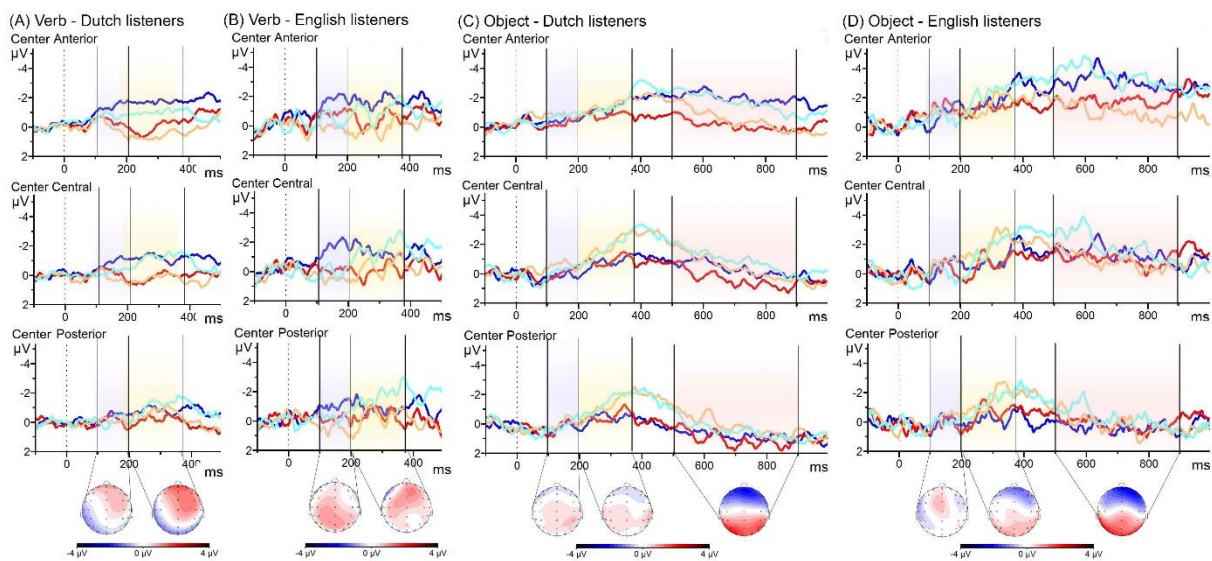 (A) Verb - Dutch listeners
Center Anterior
µV
-4
-2
0
2
0
200
400
ms
Center Central
µV
-4
-2
0
2
0
200
400
ms
Center Posterior
µV
-4
-2
0
2
0
200
400
ms
-4 µV
0 µV
4 µV
(B) Verb - English listeners
Center Anterior
µV
-4
-2
0
2
0
200
400
ms
Center Central
µV
-4
-2
0
2
0
200
400
ms
Center Posterior
µV
-4
-2
0
2
0
200
400
ms
-4 µV
0 µV
4 µV
(C) Object - Dutch listeners
Center Anterior
µV
-4
-2
0
2
0
200
400
600
800
ms
Center Central
µV
-4
-2
0
2
0
200
400
600
800
ms
Center Posterior
µV
-4
-2
0
2
0
200
400
600
800
ms
-4 µV
0 µV
4 µV
(D) Object - English listeners
Center Anterior
µV
-4
-2
0
2
0
200
400
600
800
ms
Center Central
µV
-4
-2
0
2
0
200
400
600
800
ms
Center Posterior
µV
-4
-2
0
2
0
200
400
600
800
ms
-4 µV
0 µV
4 µV